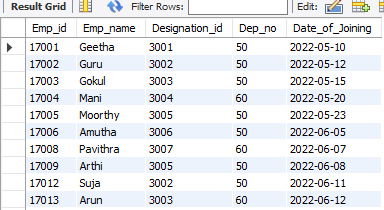 Result Grid Filter Rows: Edit:
Emp_id Emp_name Designation_id Dep_no Date_of_Joining
17001 Geetha 3001 50 2022-05-10
17002 Guru 3002 50 2022-05-12
17003 Gokul 3003 50 2022-05-15
17004 Mani 3004 60 2022-05-20
17005 Moorthy 3005 50 2022-05-23
17006 Amutha 3006 50 2022-06-05
17008 Pavithra 3007 60 2022-06-07
17009 Arthi 3005 50 2022-06-08
17012 Suja 3002 50 2022-06-11
17013 Arun 3003 60 2022-06-12